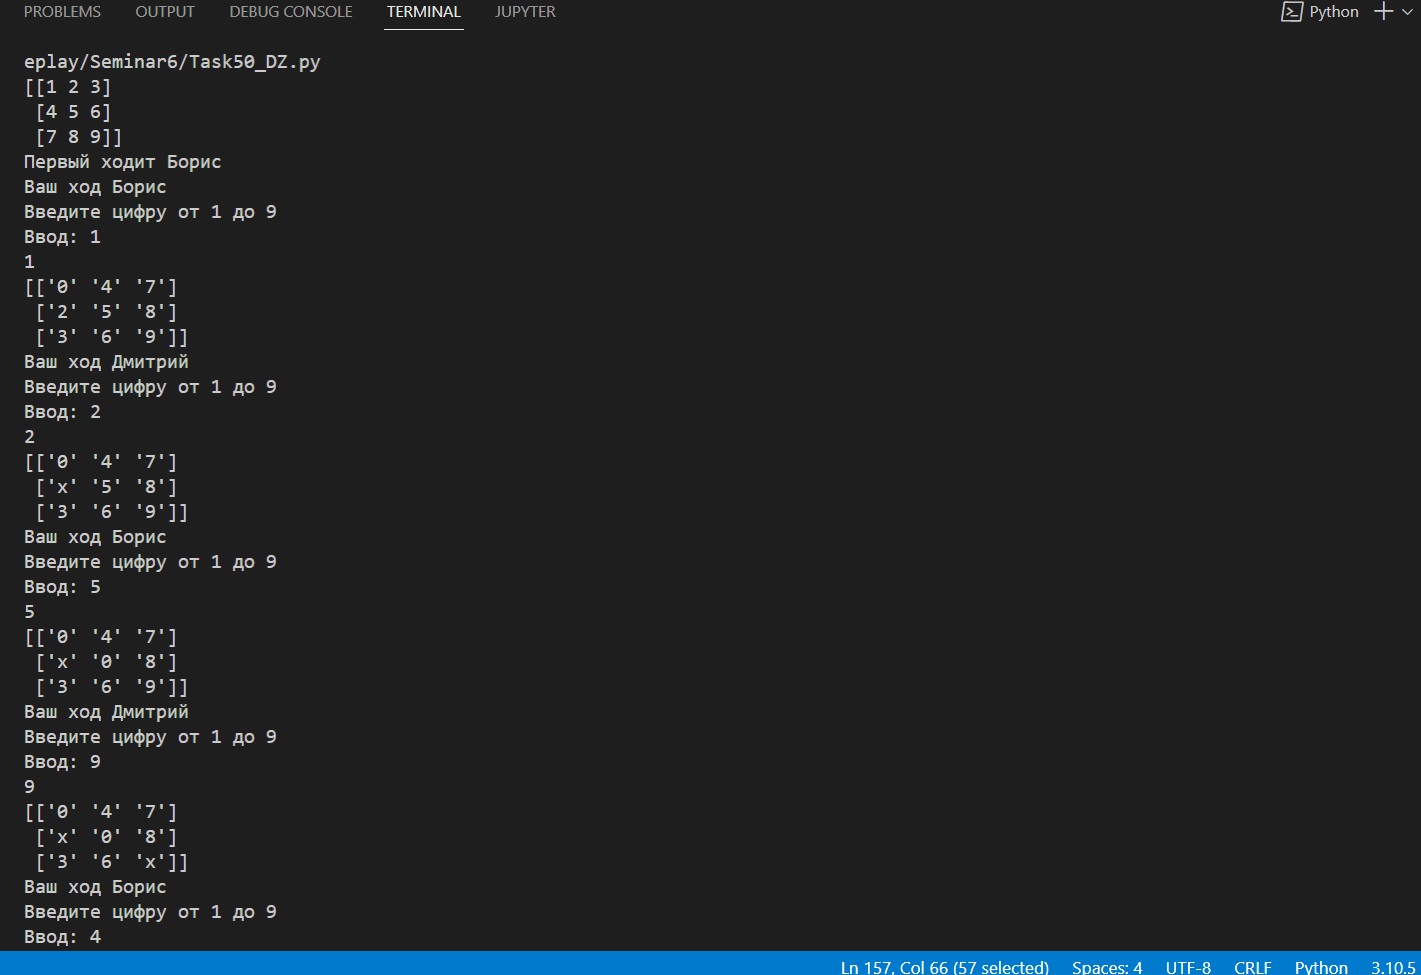 PROBLEMS OUTPUT DEBUG CONSOLE TERMINAL JUPYTER Python
eplay/Seminar6/Task50_DZ.py
[[1 2 3]
 [4 5 6]
 [7 8 9]]
Первый ходит Борис
Ваш ход Борис
Введите цифру от 1 до 9
Ввод: 1
1
[['0' '4' '7']
 ['2' '5' '8']
 ['3' '6' '9']]
Ваш ход Дмитрий
Введите цифру от 1 до 9
Ввод: 2
2
[['0' '4' '7']
 ['x' '5' '8']
 ['3' '6' '9']]
Ваш ход Борис
Введите цифру от 1 до 9
Ввод: 5
5
[['0' '4' '7']
 ['x' '0' '8']
 ['3' '6' '9']]
Ваш ход Дмитрий
Введите цифру от 1 до 9
Ввод: 9
9
[['0' '4' '7']
 ['x' '0' '8']
 ['3' '6' 'x']]
Ваш ход Борис
Введите цифру от 1 до 9
Ввод: 4
Ln 157, Col 66 (57 selected) Spaces: 4 UTF-8 CRLF Python 3.10.5